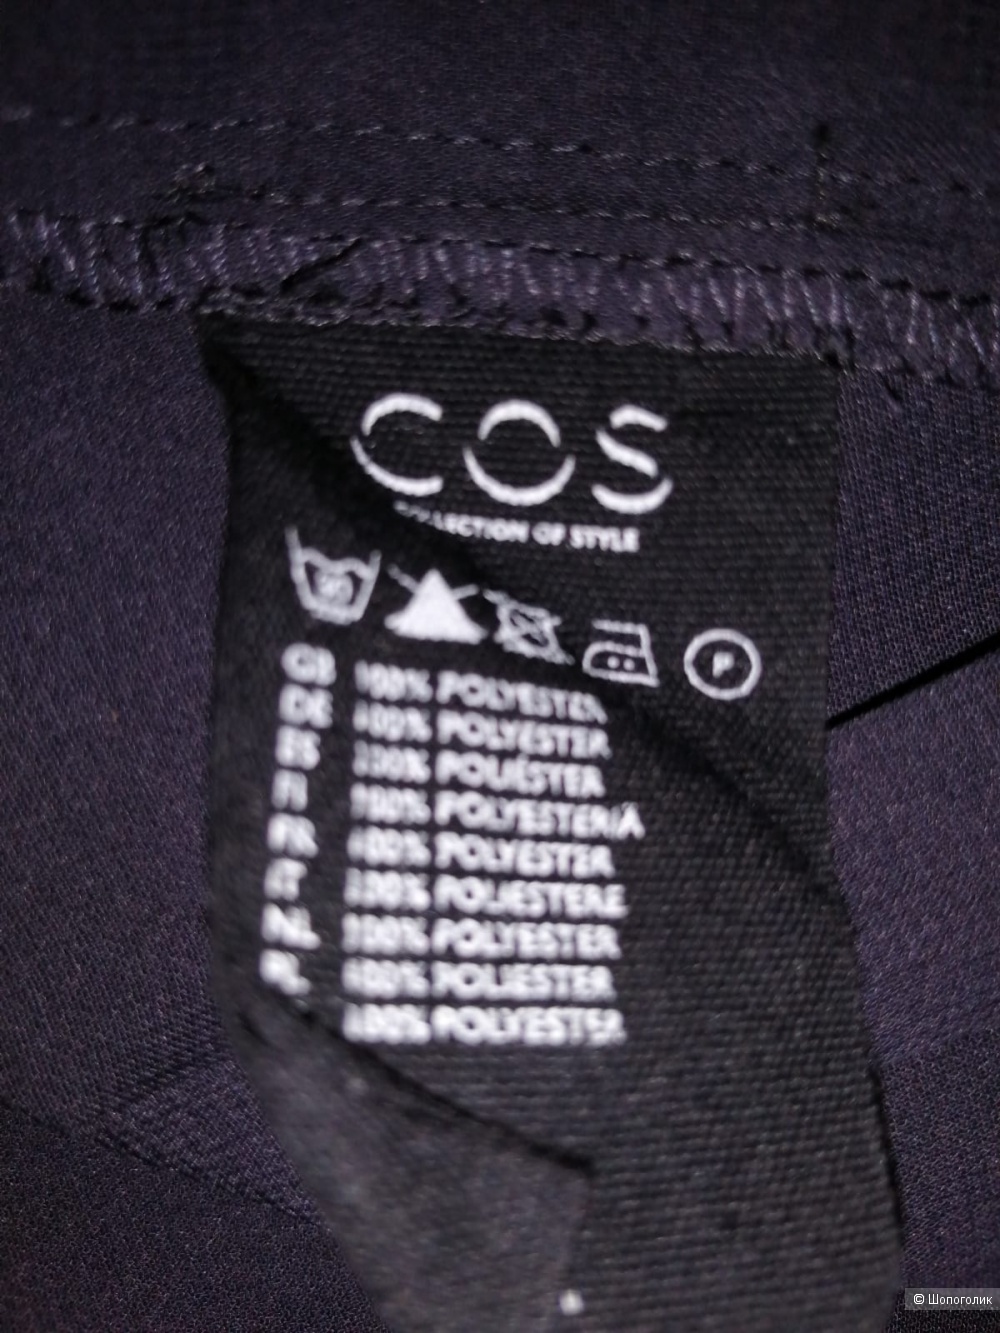 COS
COLLECTION OF STYLE
P
GB 100% POLYESTER
DE 100% POLYESTER
ES 100% POLIÉSTER
FI 100% POLYESTERIÄ
FR 100% POLYESTER
IT 100% POLIESTERE
NL 100% POLYESTER
PL 100% POLIESTER
100% POLYESTER
© Шопоголик